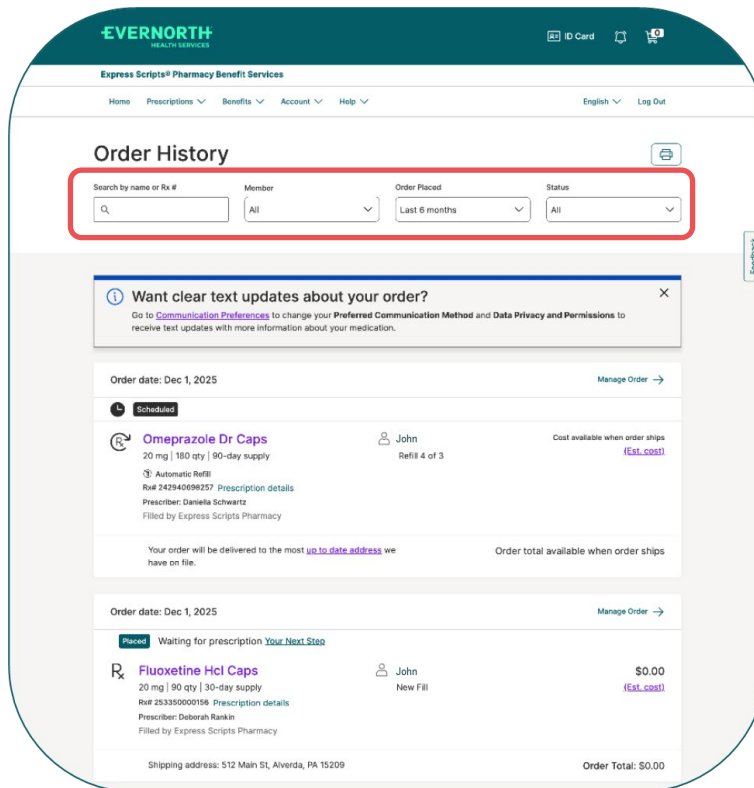 EVERNORTH
HEALTH SERVICES
ID Card
0
Express Scripts® Pharmacy Benefit Services
Home Prescriptions Benefits Account Help English Log Out
Order History
Search by name or Rx # Member Order Placed Status
All Last 6 months All
Feedback
Want clear text updates about your order?
Go to Communication Preferences to change your Preferred Communication Method and Data Privacy and Permissions to
receive text updates with more information about your medication.
Order date: Dec 1, 2025 Manage Order
Scheduled
Omeprazole Dr Caps John Cost available when order ships
20 mg | 180 qty | 90-day supply Refill 4 of 3 (Est. cost)
Automatic Refill
Rx# 242940698257 Prescription details
Prescriber: Daniella Schwartz
Filled by Express Scripts Pharmacy
Your order will be delivered to the most up to date address we Order total available when order ships
have on file.
Order date: Dec 1, 2025 Manage Order
Placed Waiting for prescription Your Next Step
Rx Fluoxetine Hcl Caps John $0.00
20 mg | 90 qty | 30-day supply New Fill (Est. cost)
Rx# 253350000156 Prescription details
Prescriber: Deborah Rankin
Filled by Express Scripts Pharmacy
Shipping address: 512 Main St, Alverda, PA 15209 Order Total: $0.00